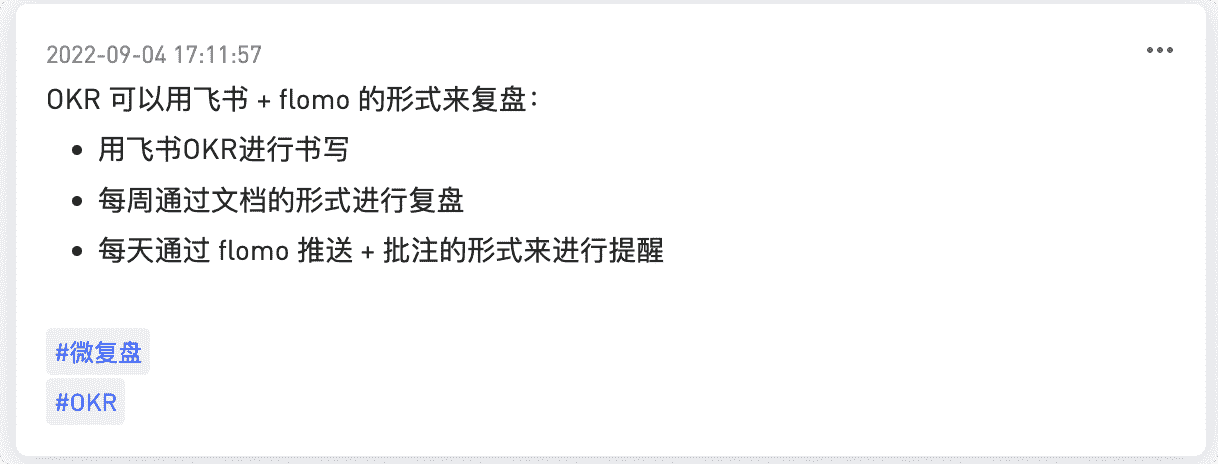 2022-09-04 17:11:57
OKR 可以用飞书 + flomo 的形式来复盘：
• 用飞书OKR进行书写
• 每周通过文档的形式进行复盘
• 每天通过 flomo 推送 + 批注的形式来进行提醒
#微复盘
#OKR